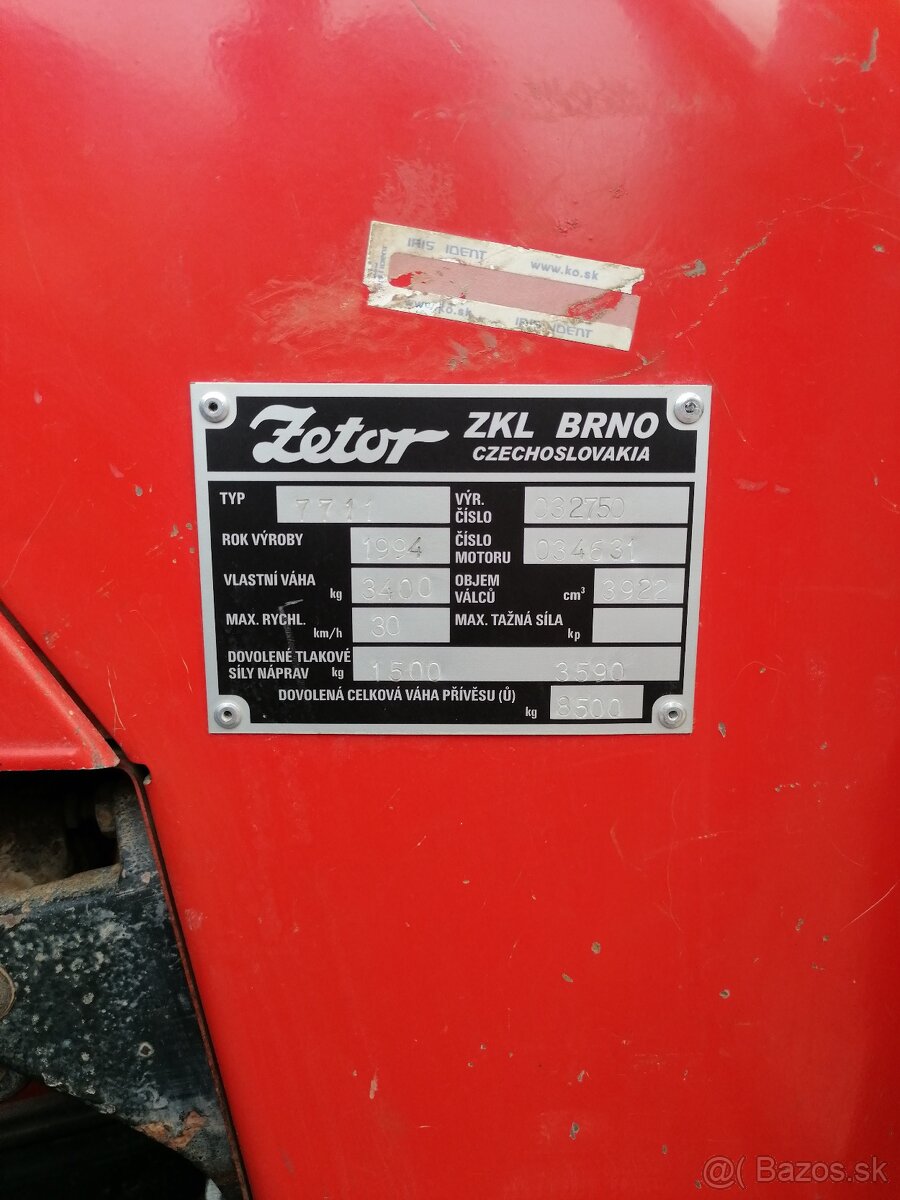 IRIS IDENT
www.ko.sk
www.ko.sk
IRIS IDENT
Zetor ZKL BRNO
CZECHOSLOVAKIA
TYP 7711 VÝR. ČÍSLO 032750
ROK VÝROBY 1994 ČÍSLO MOTORU 034631
VLASTNÍ VÁHA kg 3400 OBJEM VÁLCŮ cm³ 3922
MAX. RYCHL. km/h 30 MAX. TAŽNÁ SÍLA kp
DOVOLENÉ TLAKOVÉ SÍLY NÁPRAV kg 1500 3590
DOVOLENÁ CELKOVÁ VÁHA PŘÍVĚSU (Ů) kg 8500
@( Bazos.sk